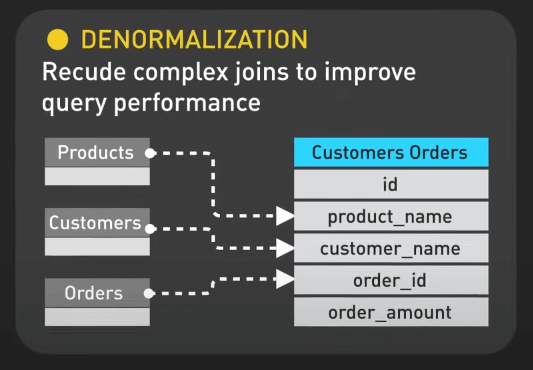 DENORMALIZATION
Recude complex joins to improve
query performance
Products
Customers
Orders
Customers Orders
id
product_name
customer_name
order_id
order_amount